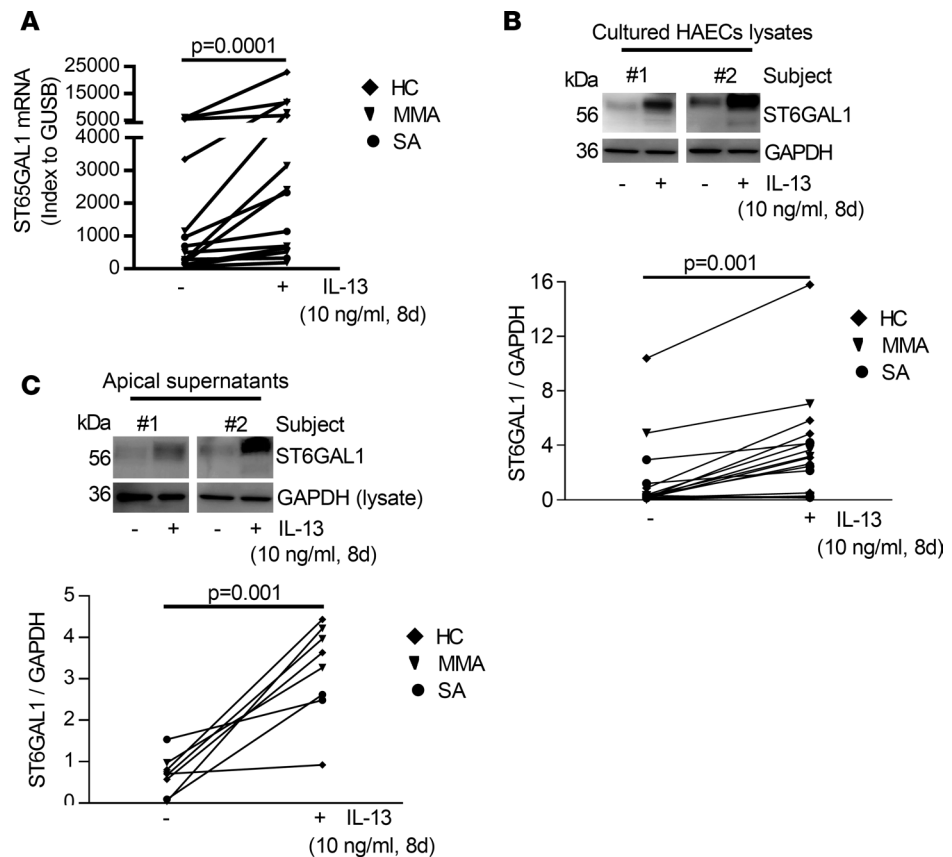 A
p=0.0001
25000
15000
5000
4000
3000
2000
1000
0
ST65GAL1 mRNA
(Index to GUSB)
HC
MMA
SA
- + IL-13
(10 ng/ml, 8d)
B
Cultured HAECs lysates
kDa #1 #2 Subject
56 ST6GAL1
36 GAPDH
- + - + IL-13
(10 ng/ml, 8d)
p=0.001
16
12
8
4
0
ST6GAL1 / GAPDH
HC
MMA
SA
- + IL-13
(10 ng/ml, 8d)
C
Apical supernatants
kDa #1 #2 Subject
56 ST6GAL1
36 GAPDH (lysate)
- + - + IL-13
(10 ng/ml, 8d)
p=0.001
5
4
3
2
1
0
ST6GAL1 / GAPDH
HC
MMA
SA
- + IL-13
(10 ng/ml, 8d)